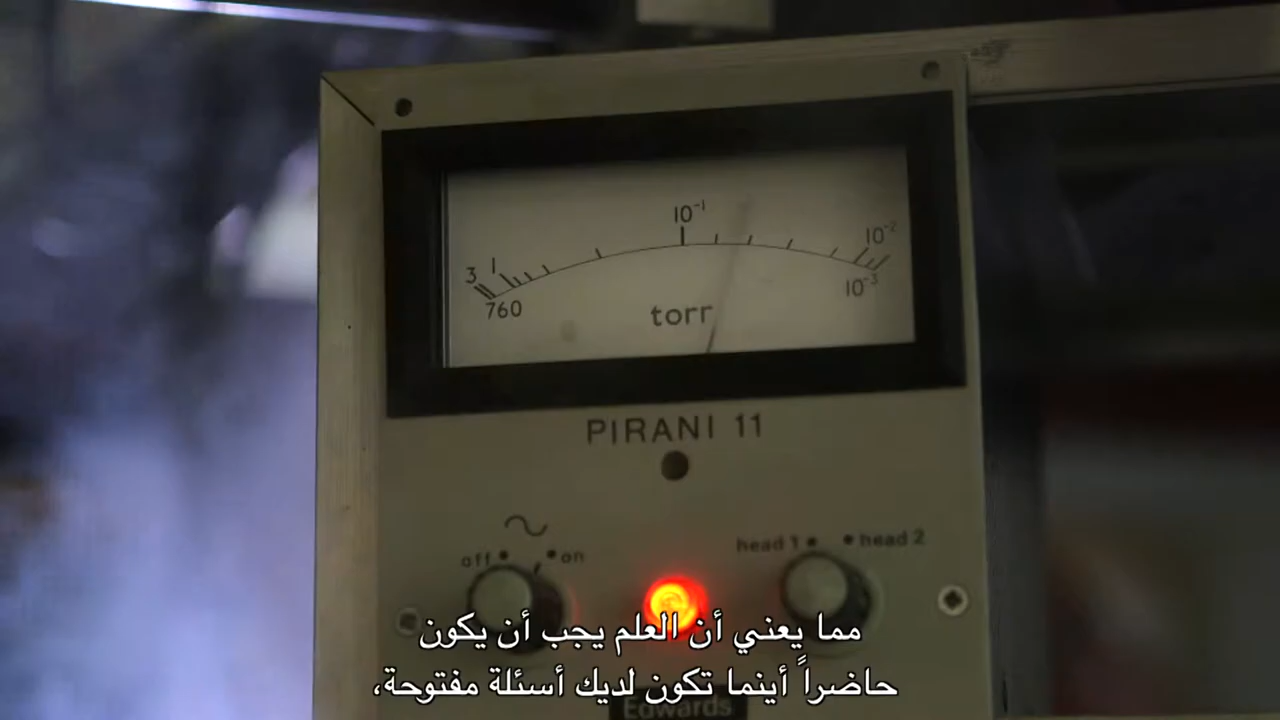 10⁻¹
10⁻²
3 1
760
10⁻³
torr
PIRANI 11
off on
head 1 head 2
مما يعني أن العلم يجب أن يكون
حاضراً أينما تكون لديك أسئلة مفتوحة،
Edwards